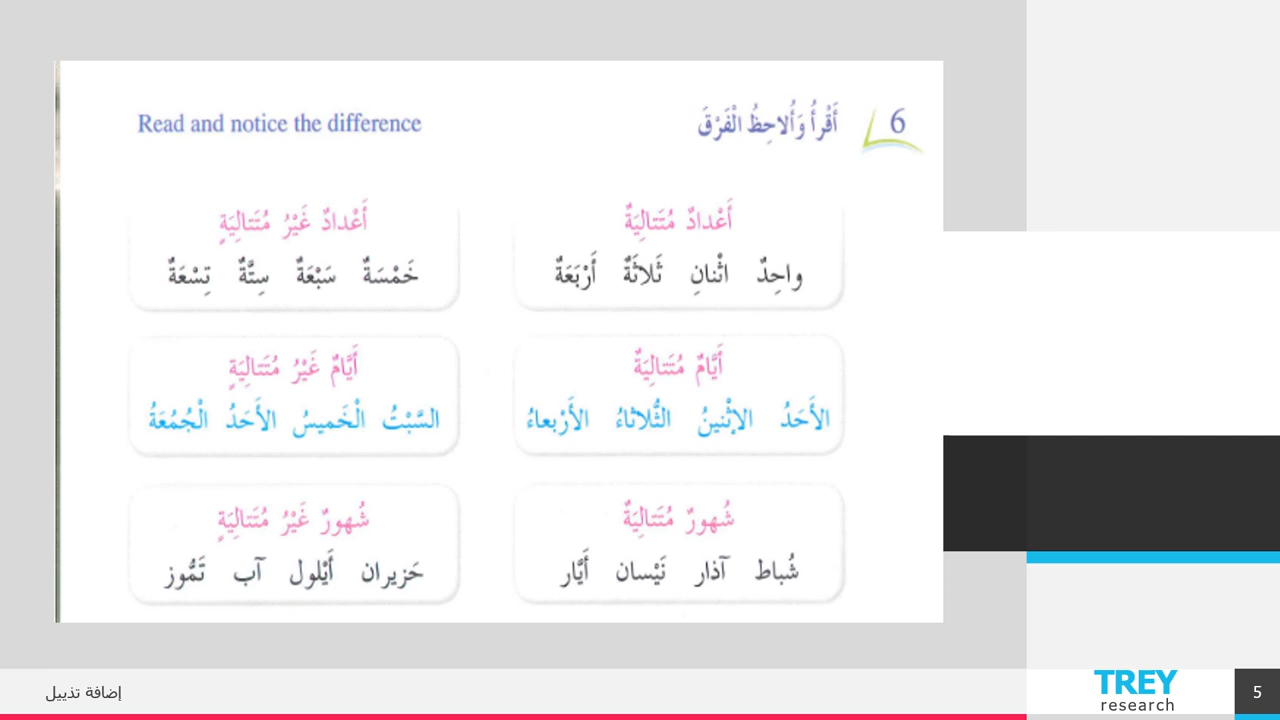 6 أَقْرأُ وَأُلاحِظُ الْفَرْقَ
Read and notice the difference
أَعْدادٌ مُتَتالِيَةٌ
واحِدٌ اثْنانِ ثَلاثَةٌ أَرْبَعَةٌ
أَعْدادٌ غَيْرُ مُتَتالِيَةٍ
خَمْسَةٌ سَبْعَةٌ سِتَّةٌ تِسْعَةٌ
أَيَّامٌ مُتَتالِيَةٌ
الأَحَدُ الإثْنينُ الثُّلاثاءُ الأَرْبعاءُ
أَيَّامٌ غَيْرُ مُتَتالِيَةٍ
السَّبْتُ الْخَميسُ الأَحَدُ الْجُمُعَةُ
شُهورٌ مُتَتالِيَةٌ
شُباط آذار نَيْسان أَيَّار
شُهورٌ غَيْرُ مُتَتالِيَةٍ
حَزيران أَيْلول آب تَمُّوز
إضافة تذييل
TREY
research
5